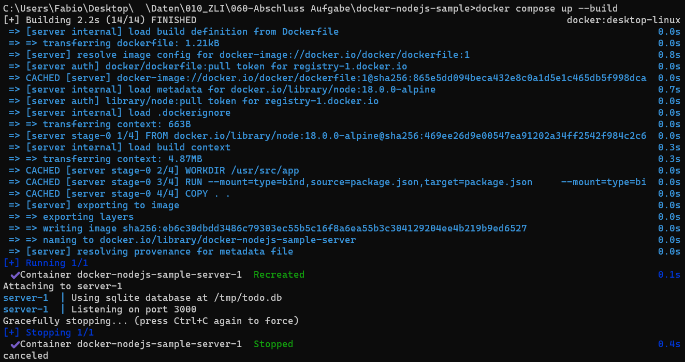 C:\Users\Fabio\Desktop\  \Daten\010_ZLI\060-Abschluss Aufgabe\docker-nodejs-sample>docker compose up --build
[+] Building 2.2s (14/14) FINISHED docker:desktop-linux
=> [server internal] load build definition from Dockerfile 0.0s
=> => transferring dockerfile: 1.21kB 0.0s
=> [server] resolve image config for docker-image://docker.io/docker/dockerfile:1 0.8s
=> [server auth] docker/dockerfile:pull token for registry-1.docker.io 0.0s
=> CACHED [server] docker-image://docker.io/docker/dockerfile:1@sha256:865e5dd094beca432e8c0a1d5e1c465db5f998dca 0.0s
=> [server internal] load metadata for docker.io/library/node:18.0.0-alpine 0.7s
=> [server auth] library/node:pull token for registry-1.docker.io 0.0s
=> [server internal] load .dockerignore 0.0s
=> => transferring context: 663B 0.0s
=> [server stage-0 1/4] FROM docker.io/library/node:18.0.0-alpine@sha256:469ee26d9e00547ea91202a34ff2542f984c2c6 0.0s
=> [server internal] load build context 0.3s
=> => transferring context: 4.87MB 0.3s
=> CACHED [server stage-0 2/4] WORKDIR /usr/src/app 0.0s
=> CACHED [server stage-0 3/4] RUN --mount=type=bind,source=package.json,target=package.json     --mount=type=bi 0.0s
=> CACHED [server stage-0 4/4] COPY . . 0.0s
=> [server] exporting to image 0.0s
=> => exporting layers 0.0s
=> => writing image sha256:eb6c30dbdd3486c79303ec55b5c16f8a6ea55b3c304129204ee4b219b9ed6527 0.0s
=> => naming to docker.io/library/docker-nodejs-sample-server 0.0s
=> [server] resolving provenance for metadata file 0.0s
[+] Running 1/1
✔Container docker-nodejs-sample-server-1  Recreated 0.1s
Attaching to server-1
server-1  | Using sqlite database at /tmp/todo.db
server-1  | Listening on port 3000
Gracefully stopping... (press Ctrl+C again to force)
[+] Stopping 1/1
✔Container docker-nodejs-sample-server-1  Stopped 0.4s
canceled